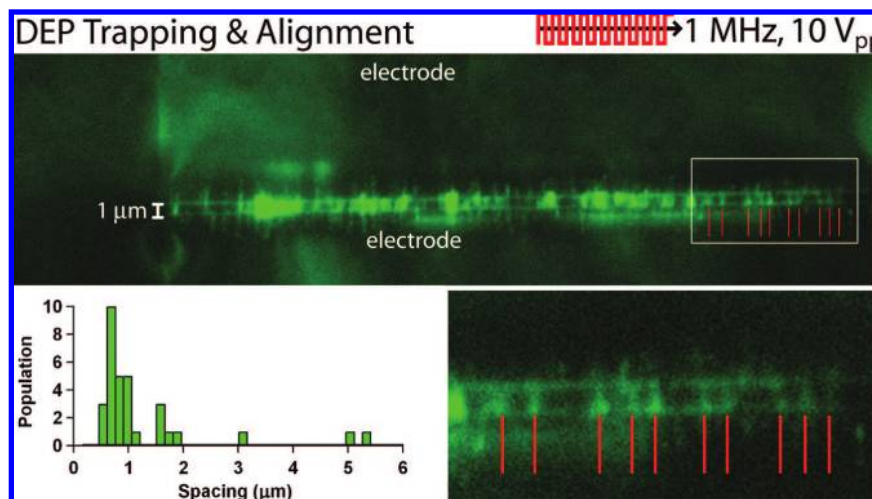 DEP Trapping & Alignment
1 MHz, 10 Vpp
electrode
1 μm
electrode
10
8
6
4
2
0
Population
0 1 2 3 4 5 6
Spacing (μm)